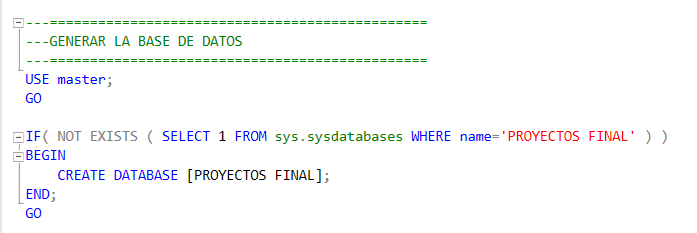 ---===============================================
---GENERAR LA BASE DE DATOS
---===============================================
USE master;
GO
IF( NOT EXISTS ( SELECT 1 FROM sys.sysdatabases WHERE name='PROYECTOS FINAL' ) )
BEGIN
CREATE DATABASE [PROYECTOS FINAL];
END;
GO